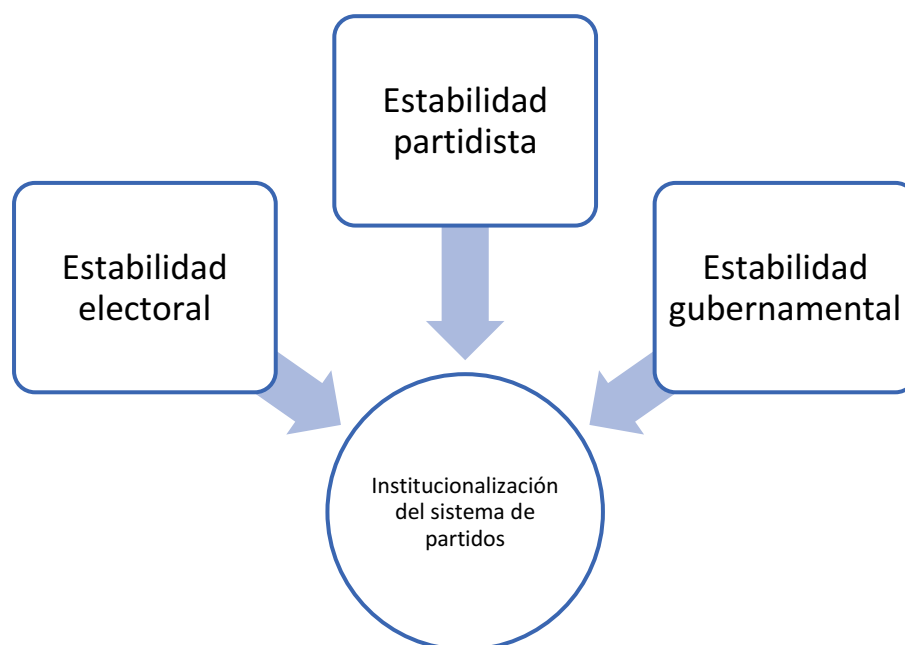 Estabilidad
partidista
Estabilidad
electoral
Estabilidad
gubernamental
Institucionalización
del sistema de
partidos